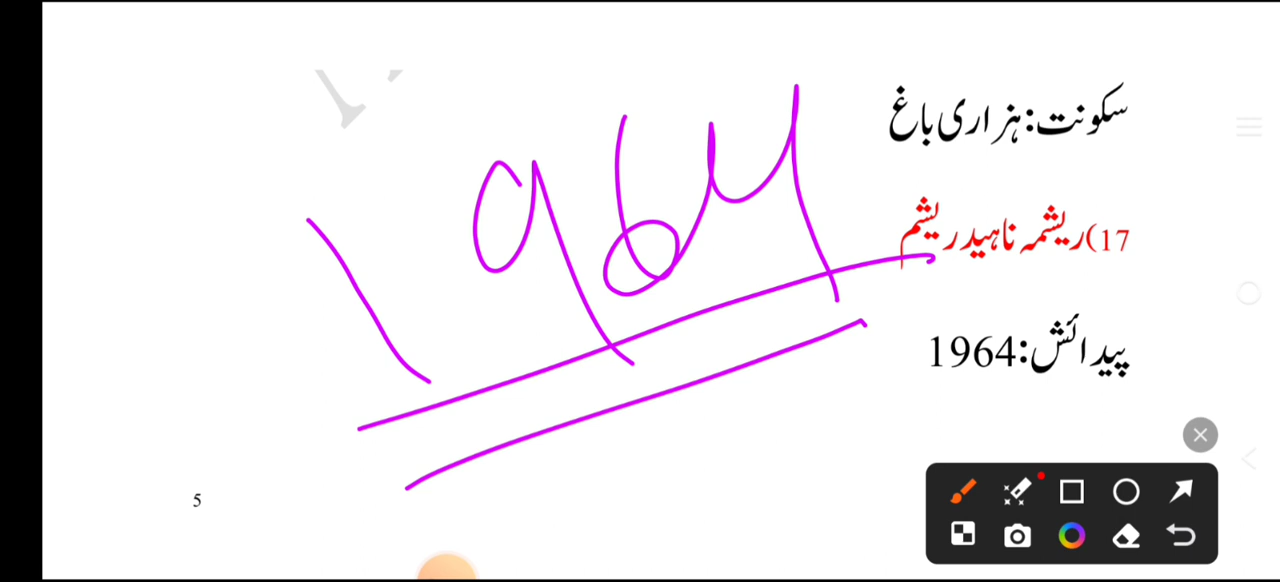 سکونت:ہزاری باغ
17)ریشمہ ناہید ریشم
پیدائش:1964
1964
5